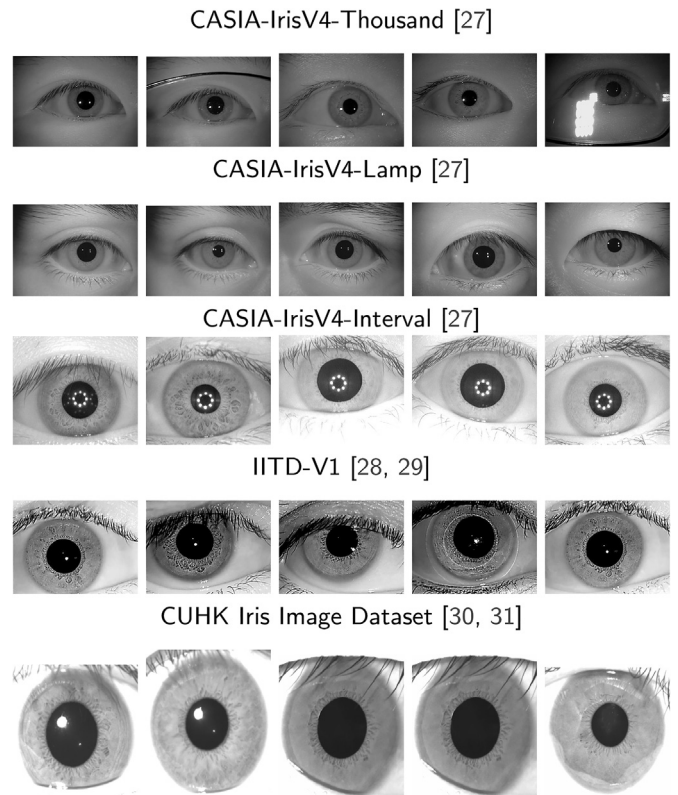 CASIA-IrisV4-Thousand [27]
CASIA-IrisV4-Lamp [27]
CASIA-IrisV4-Interval [27]
IITD-V1 [28, 29]
CUHK Iris Image Dataset [30, 31]